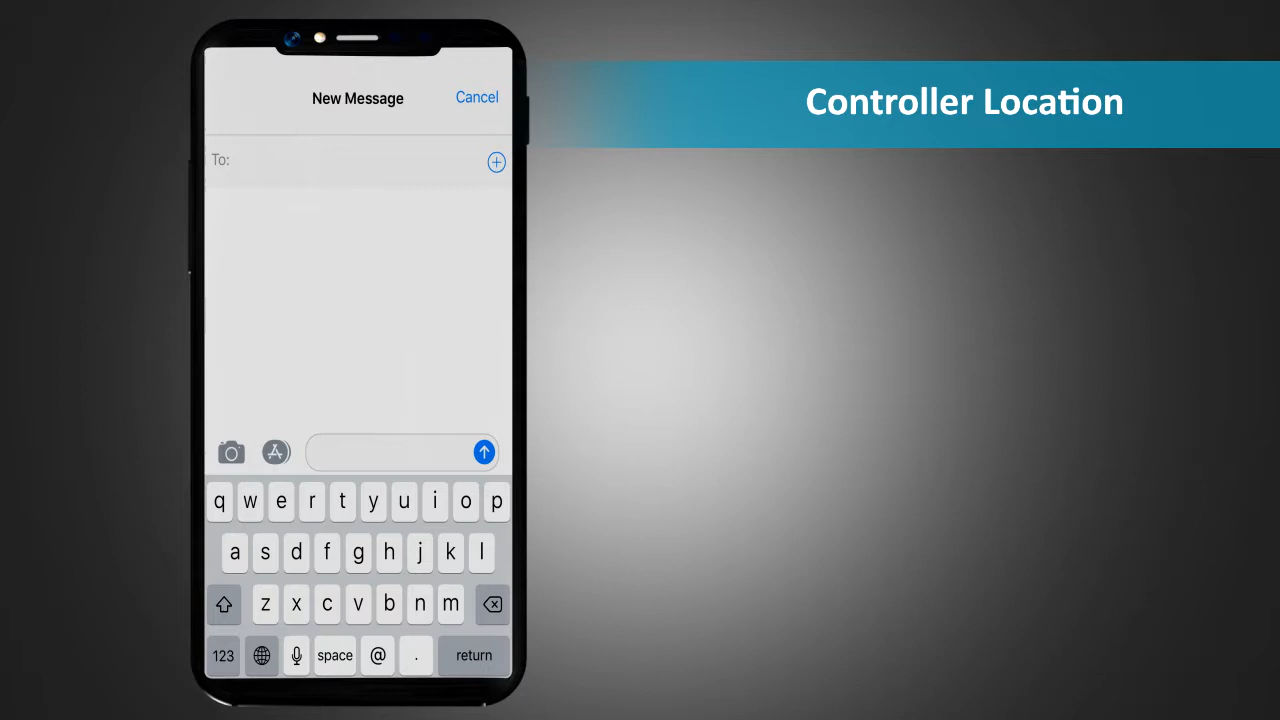 Controller Location
New Message Cancel
To:
q w e r t y u i o p
a s d f g h j k l
z x c v b n m
123 space @ . return